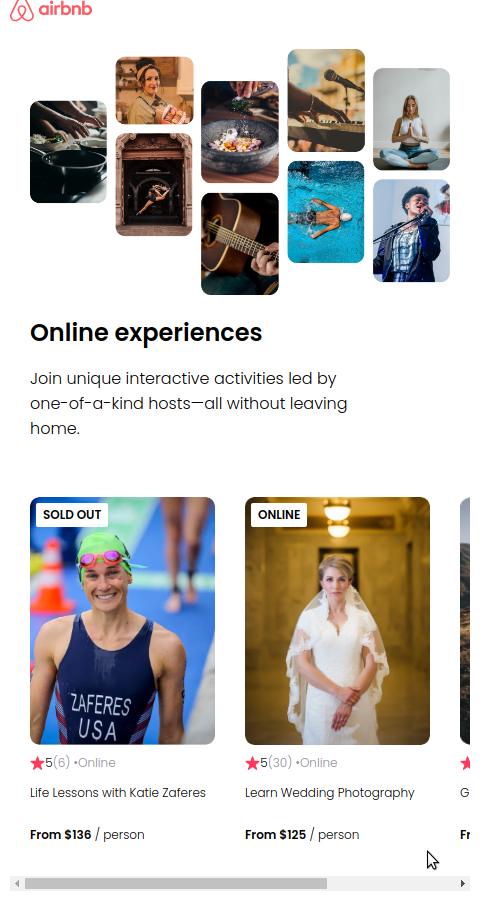 airbnb
Online experiences
Join unique interactive activities led by
one-of-a-kind hosts—all without leaving
home.
SOLD OUT
ZAFERES
USA
5(6) •Online
Life Lessons with Katie Zaferes
From $136 / person
ONLINE
5(30) •Online
Learn Wedding Photography
From $125 / person
G
Fr